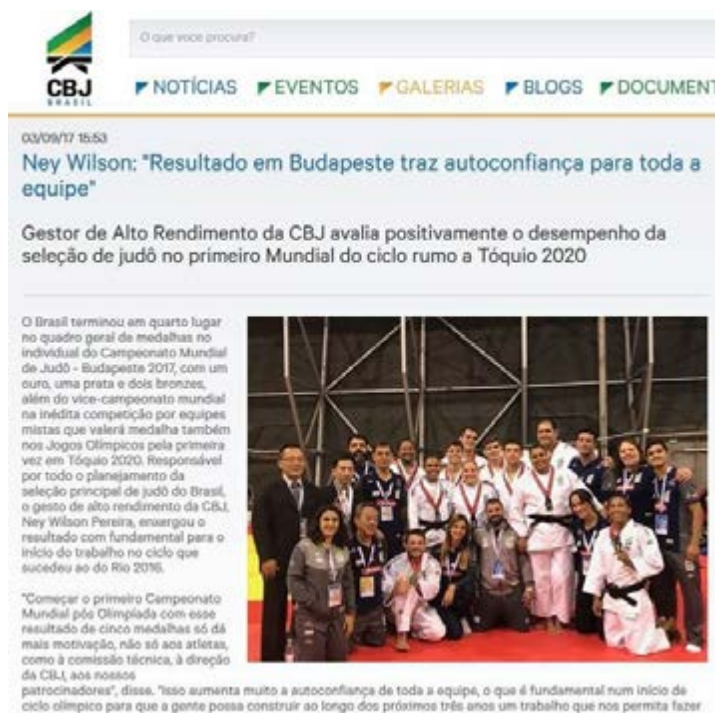 O que voce procura?
CBJ
BRASIL
NOTÍCIAS EVENTOS GALERIAS BLOGS DOCUMENT
03/09/17 15:53
Ney Wilson: "Resultado em Budapeste traz autoconfiança para toda a
equipe"
Gestor de Alto Rendimento da CBJ avalia positivamente o desempenho da
seleção de judô no primeiro Mundial do ciclo rumo a Tóquio 2020
O Brasil terminou em quarto lugar
no quadro geral de medalhas no
individual do Campeonato Mundial
de Judô - Budapeste 2017, com um
ouro, uma prata e dois bronzes,
além do vice-campeonato mundial
na inédita competição por equipes
mistas que valerá medalha também
nos Jogos Olímpicos pela primeira
vez em Tóquio 2020. Responsável
por todo o planejamento da
seleção principal de judô do Brasil,
o gesto de alto rendimento da CBJ,
Ney Wilson Pereira, enxergou o
resultado com fundamental para o
início do trabalho no ciclo que
sucedeu ao do Rio 2016.
"Começar o primeiro Campeonato
Mundial pós Olimpíada com esse
resultado de cinco medalhas só dá
mais motivação, não só aos atletas,
como à comissão técnica, à direção
da CBJ, aos nossos
patrocinadores", disse. "Isso aumenta muito a autoconfiança de toda a equipe, o que é fundamental num início de
ciclo olímpico para que a gente possa construir ao longo dos próximos três anos um trabalho que nos permita fazer